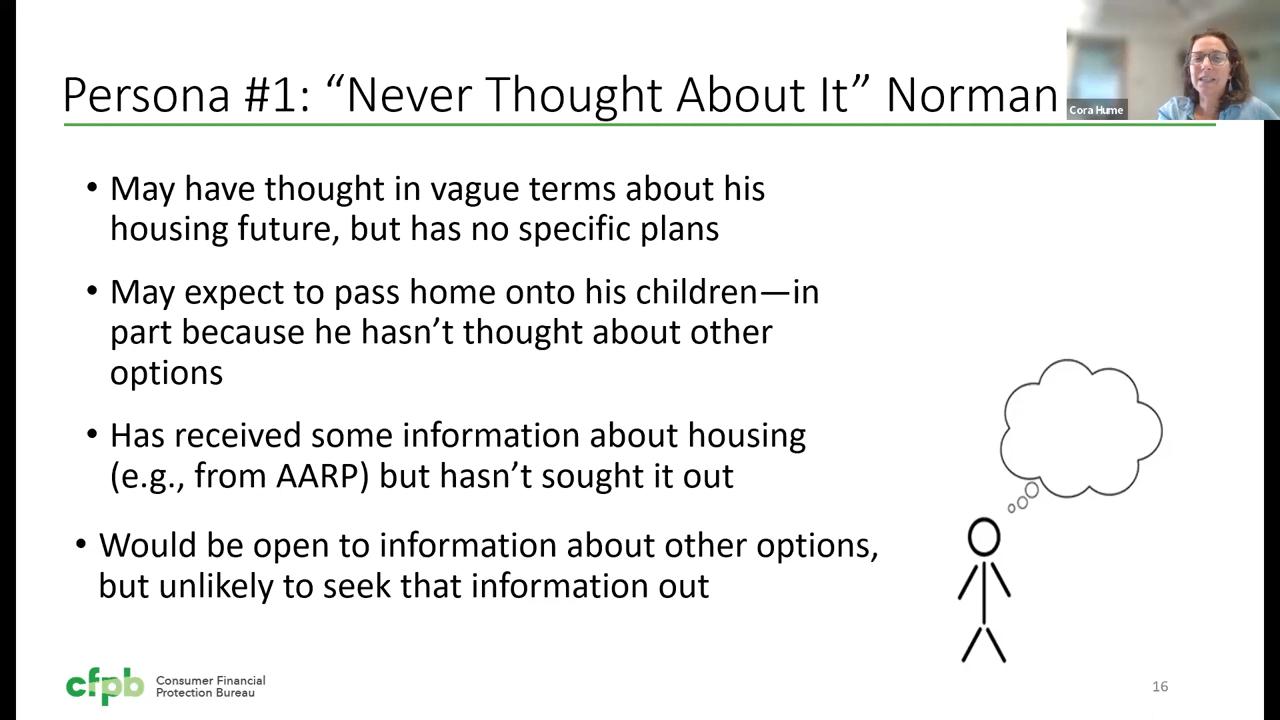 Persona #1: “Never Thought About It” Norman
Cora Hume
• May have thought in vague terms about his
housing future, but has no specific plans
• May expect to pass home onto his children—in
part because he hasn’t thought about other
options
• Has received some information about housing
(e.g., from AARP) but hasn’t sought it out
• Would be open to information about other options,
but unlikely to seek that information out
cfpb
Consumer Financial
Protection Bureau
16